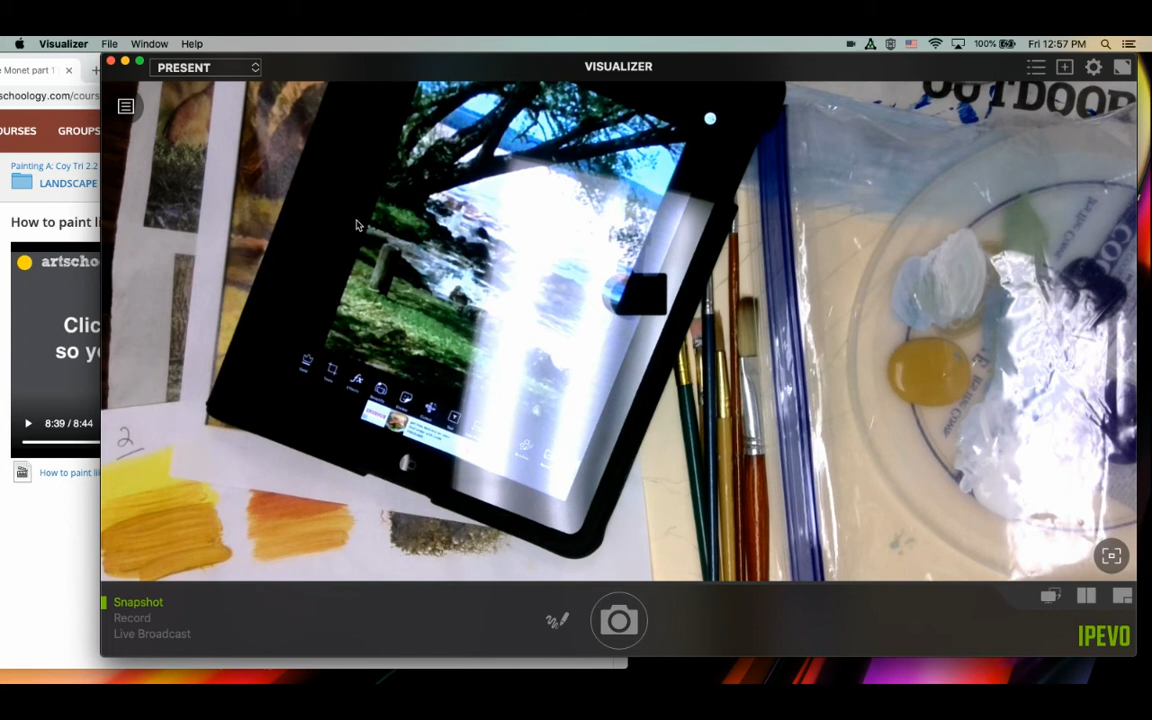 Visualizer File Window Help
100% Fri 12:57 PM
PRESENT
VISUALIZER
e Monet part 1
schoology.com/cours
OURSES GROUPS
Painting A: Coy Tri 2.2
LANDSCAPE
How to paint li
artscho
Clic
so yo
8:39 / 8:44
How to paint lik
OUTDOOR
2
Snapshot
Record
Live Broadcast
IPEVO